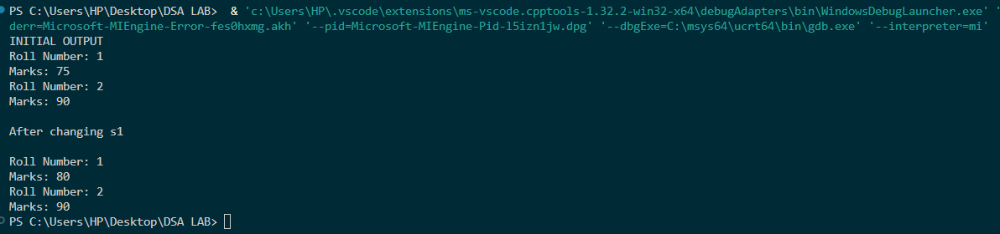 PS C:\Users\HP\Desktop\DSA LAB>  & 'c:\Users\HP\.vscode\extensions\ms-vscode.cpptools-1.32.2-win32-x64\debugAdapters\bin\WindowsDebugLauncher.exe' '
derr=Microsoft-MIEngine-Error-fes0hxmg.akh' '--pid=Microsoft-MIEngine-Pid-l5izn1jw.dpg' '--dbgExe=C:\msys64\ucrt64\bin\gdb.exe' '--interpreter=mi'
INITIAL OUTPUT
Roll Number: 1
Marks: 75
Roll Number: 2
Marks: 90
After changing s1
Roll Number: 1
Marks: 80
Roll Number: 2
Marks: 90
PS C:\Users\HP\Desktop\DSA LAB>